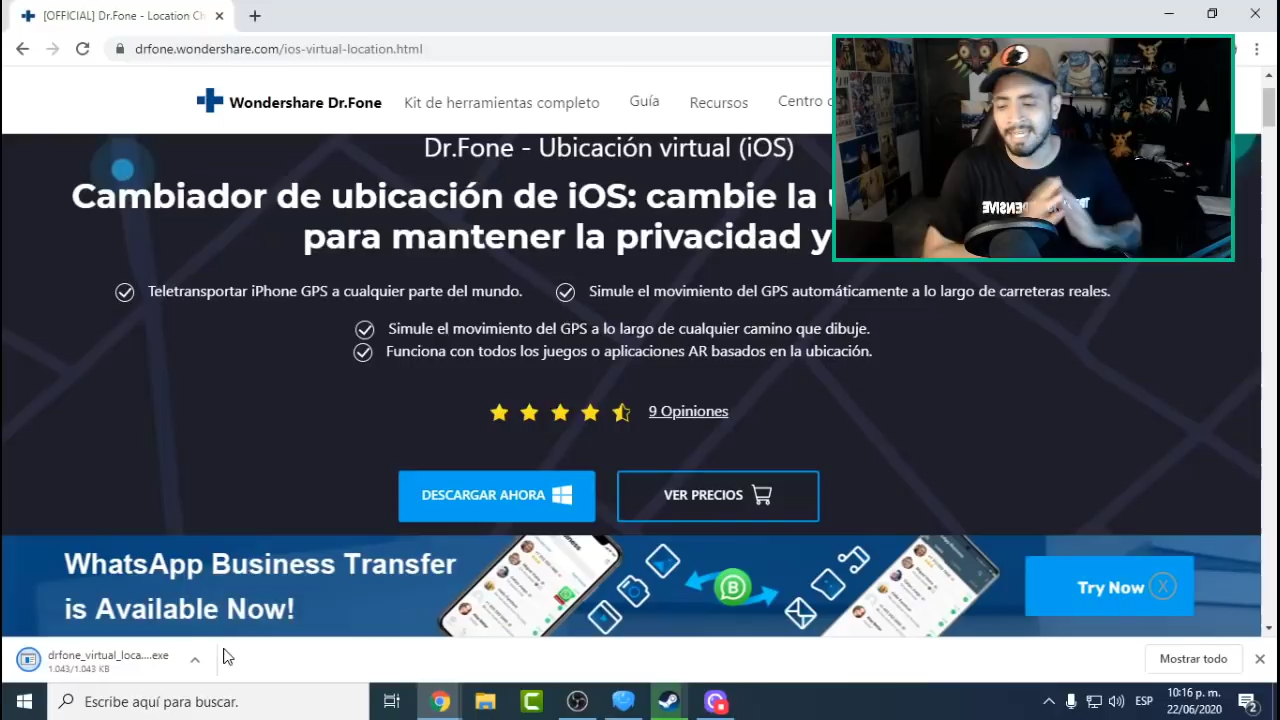 [OFFICIAL] Dr.Fone - Location Ch
drfone.wondershare.com/ios-virtual-location.html
Wondershare Dr.Fone
Kit de herramientas completo
Guía
Recursos
Centro
Dr.Fone - Ubicación virtual (iOS)
Cambiador de ubicación de iOS: cambie la
para mantener la privacidad y
Teletransportar iPhone GPS a cualquier parte del mundo.
Simule el movimiento del GPS automáticamente a lo largo de carreteras reales.
Simule el movimiento del GPS a lo largo de cualquier camino que dibuje.
Funciona con todos los juegos o aplicaciones AR basados en la ubicación.
9 Opiniones
DESCARGAR AHORA
VER PRECIOS
WhatsApp Business Transfer
is Available Now!
Try Now
drfone_virtual_loca....exe
1.043/1.043 KB
Mostrar todo
Escribe aquí para buscar.
ESP
10:16 p. m.
22/06/2020
2